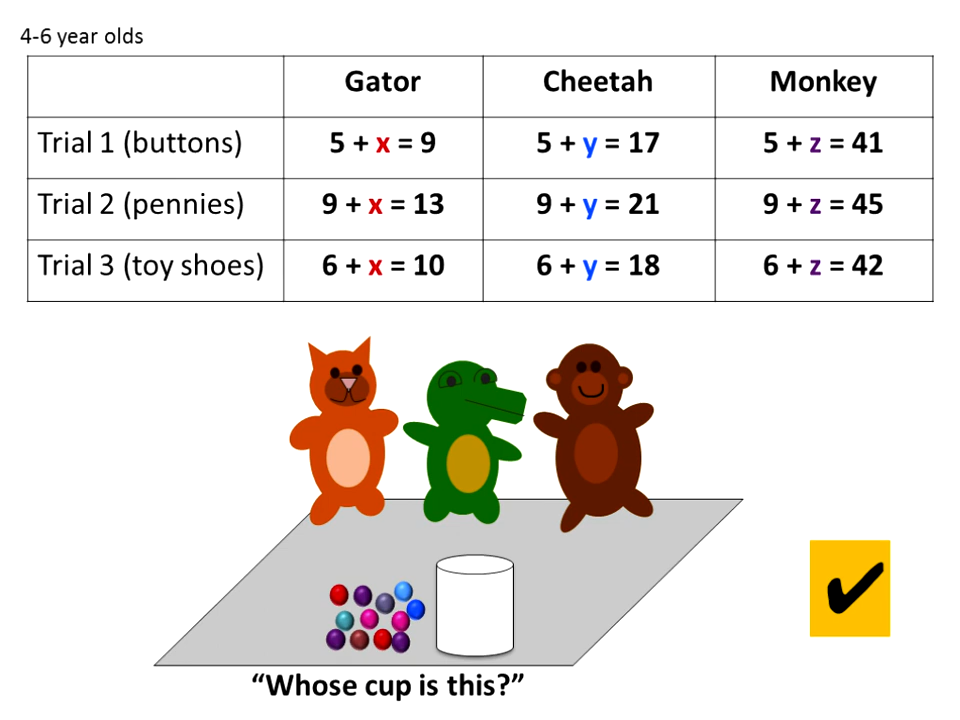 4-6 year olds
Gator Cheetah Monkey
Trial 1 (buttons) 5 + x = 9 5 + y = 17 5 + z = 41
Trial 2 (pennies) 9 + x = 13 9 + y = 21 9 + z = 45
Trial 3 (toy shoes) 6 + x = 10 6 + y = 18 6 + z = 42
“Whose cup is this?”